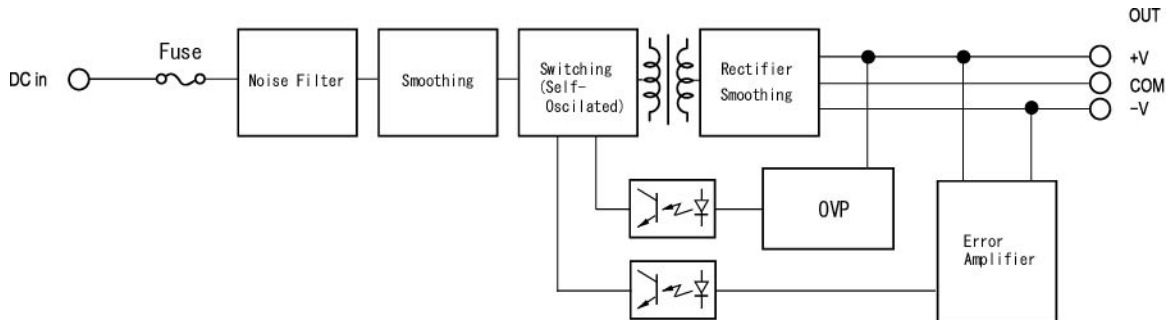 OUT
Fuse
DC in
Noise Filter
Smoothing
Switching
(Self-
Oscilated)
Rectifier
Smoothing
+V
COM
-V
OVP
Error
Amplifier